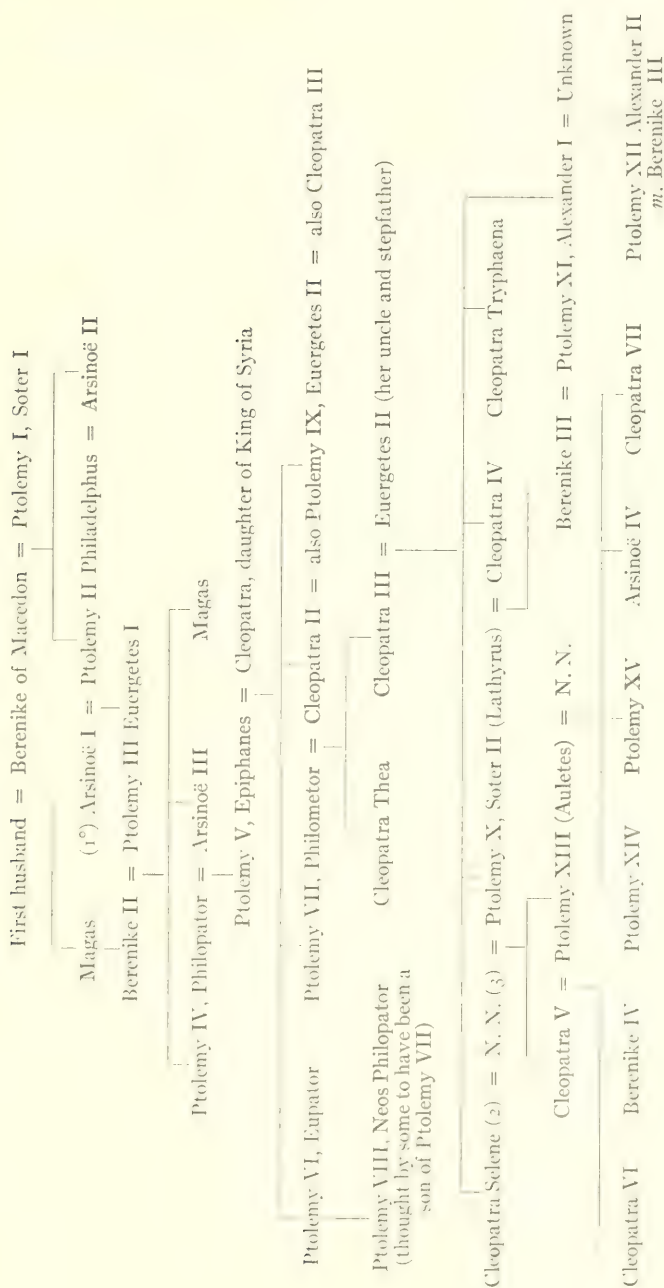 First husband = Berenike of Macedon = Ptolemy I, Soter I
Magas (1°) Arsinoë I = Ptolemy II Philadelphus = Arsinoë II
Berenike II = Ptolemy III Euergetes I
Ptolemy IV, Philopator = Arsinoë III Magas
Ptolemy V, Epiphanes = Cleopatra, daughter of King of Syria
Ptolemy VI, Eupator Ptolemy VII, Philometor = Cleopatra II = also Ptolemy IX, Euergetes II = also Cleopatra III
Ptolemy VIII, Neos Philopator Cleopatra Thea Cleopatra III = Euergetes II (her uncle and stepfather)
(thought by some to have been a
son of Ptolemy VII)
Cleopatra Selene (2) = N. N. (3) = Ptolemy X, Soter II (Lathyrus) = Cleopatra IV Cleopatra Tryphaena
Cleopatra V = Ptolemy XIII (Auletes) = N. N. Berenike III = Ptolemy XI, Alexander I = Unknown
Cleopatra VI Berenike IV Ptolemy XIV Ptolemy XV Arsinoë IV Cleopatra VII Ptolemy XII Alexander II
m. Berenike III